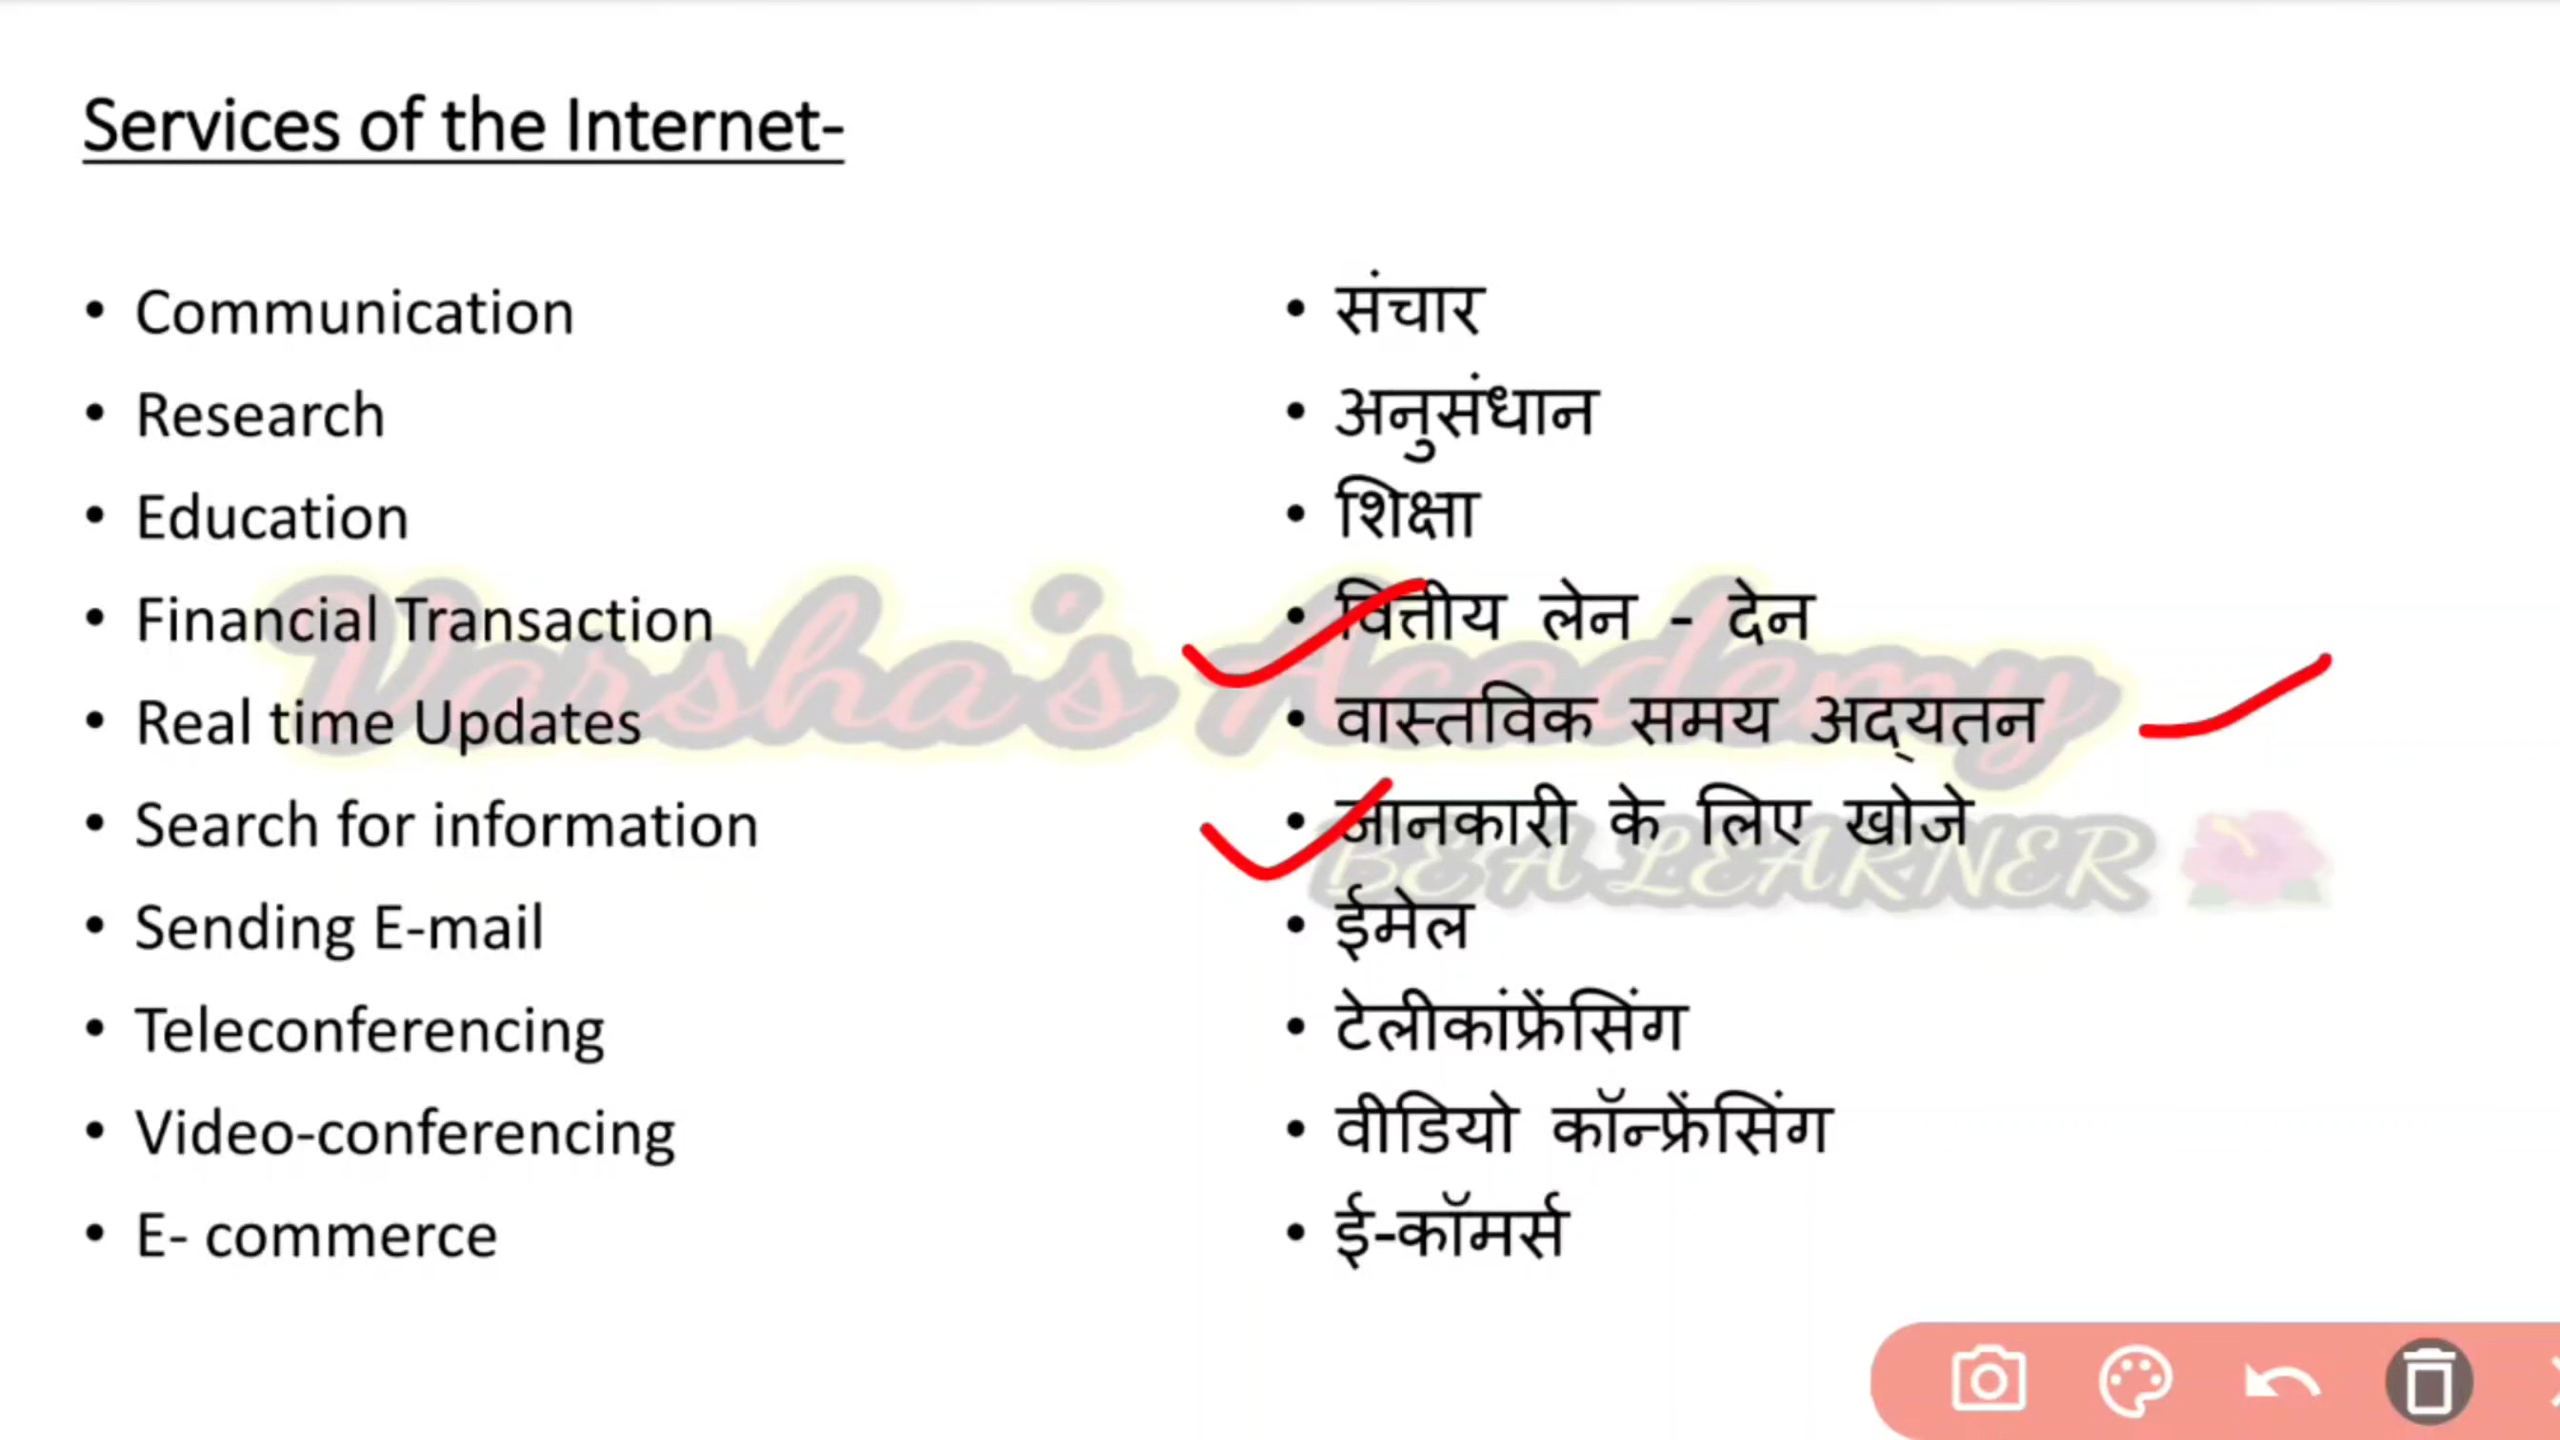 Services of the Internet-
• Communication
• Research
• Education
• Financial Transaction
• Real time Updates
• Search for information
• Sending E-mail
• Teleconferencing
• Video-conferencing
• E- commerce
• संचार
• अनुसंधान
• शिक्षा
• वित्तीय लेन - देन
• वास्तविक समय अद्यतन
• जानकारी के लिए खोजे
• ईमेल
• टेलीकांफ्रेंसिंग
• वीडियो कॉन्फ्रेंसिंग
• ई-कॉमर्स
Varsha's Academy
BE A LEARNER